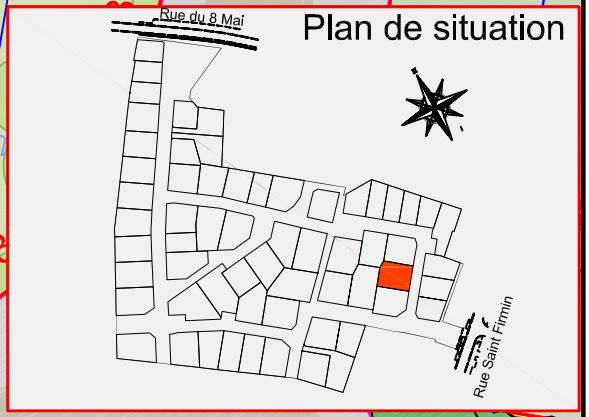 Rue du 8 Mai
Plan de situation
Rue Saint Firmin